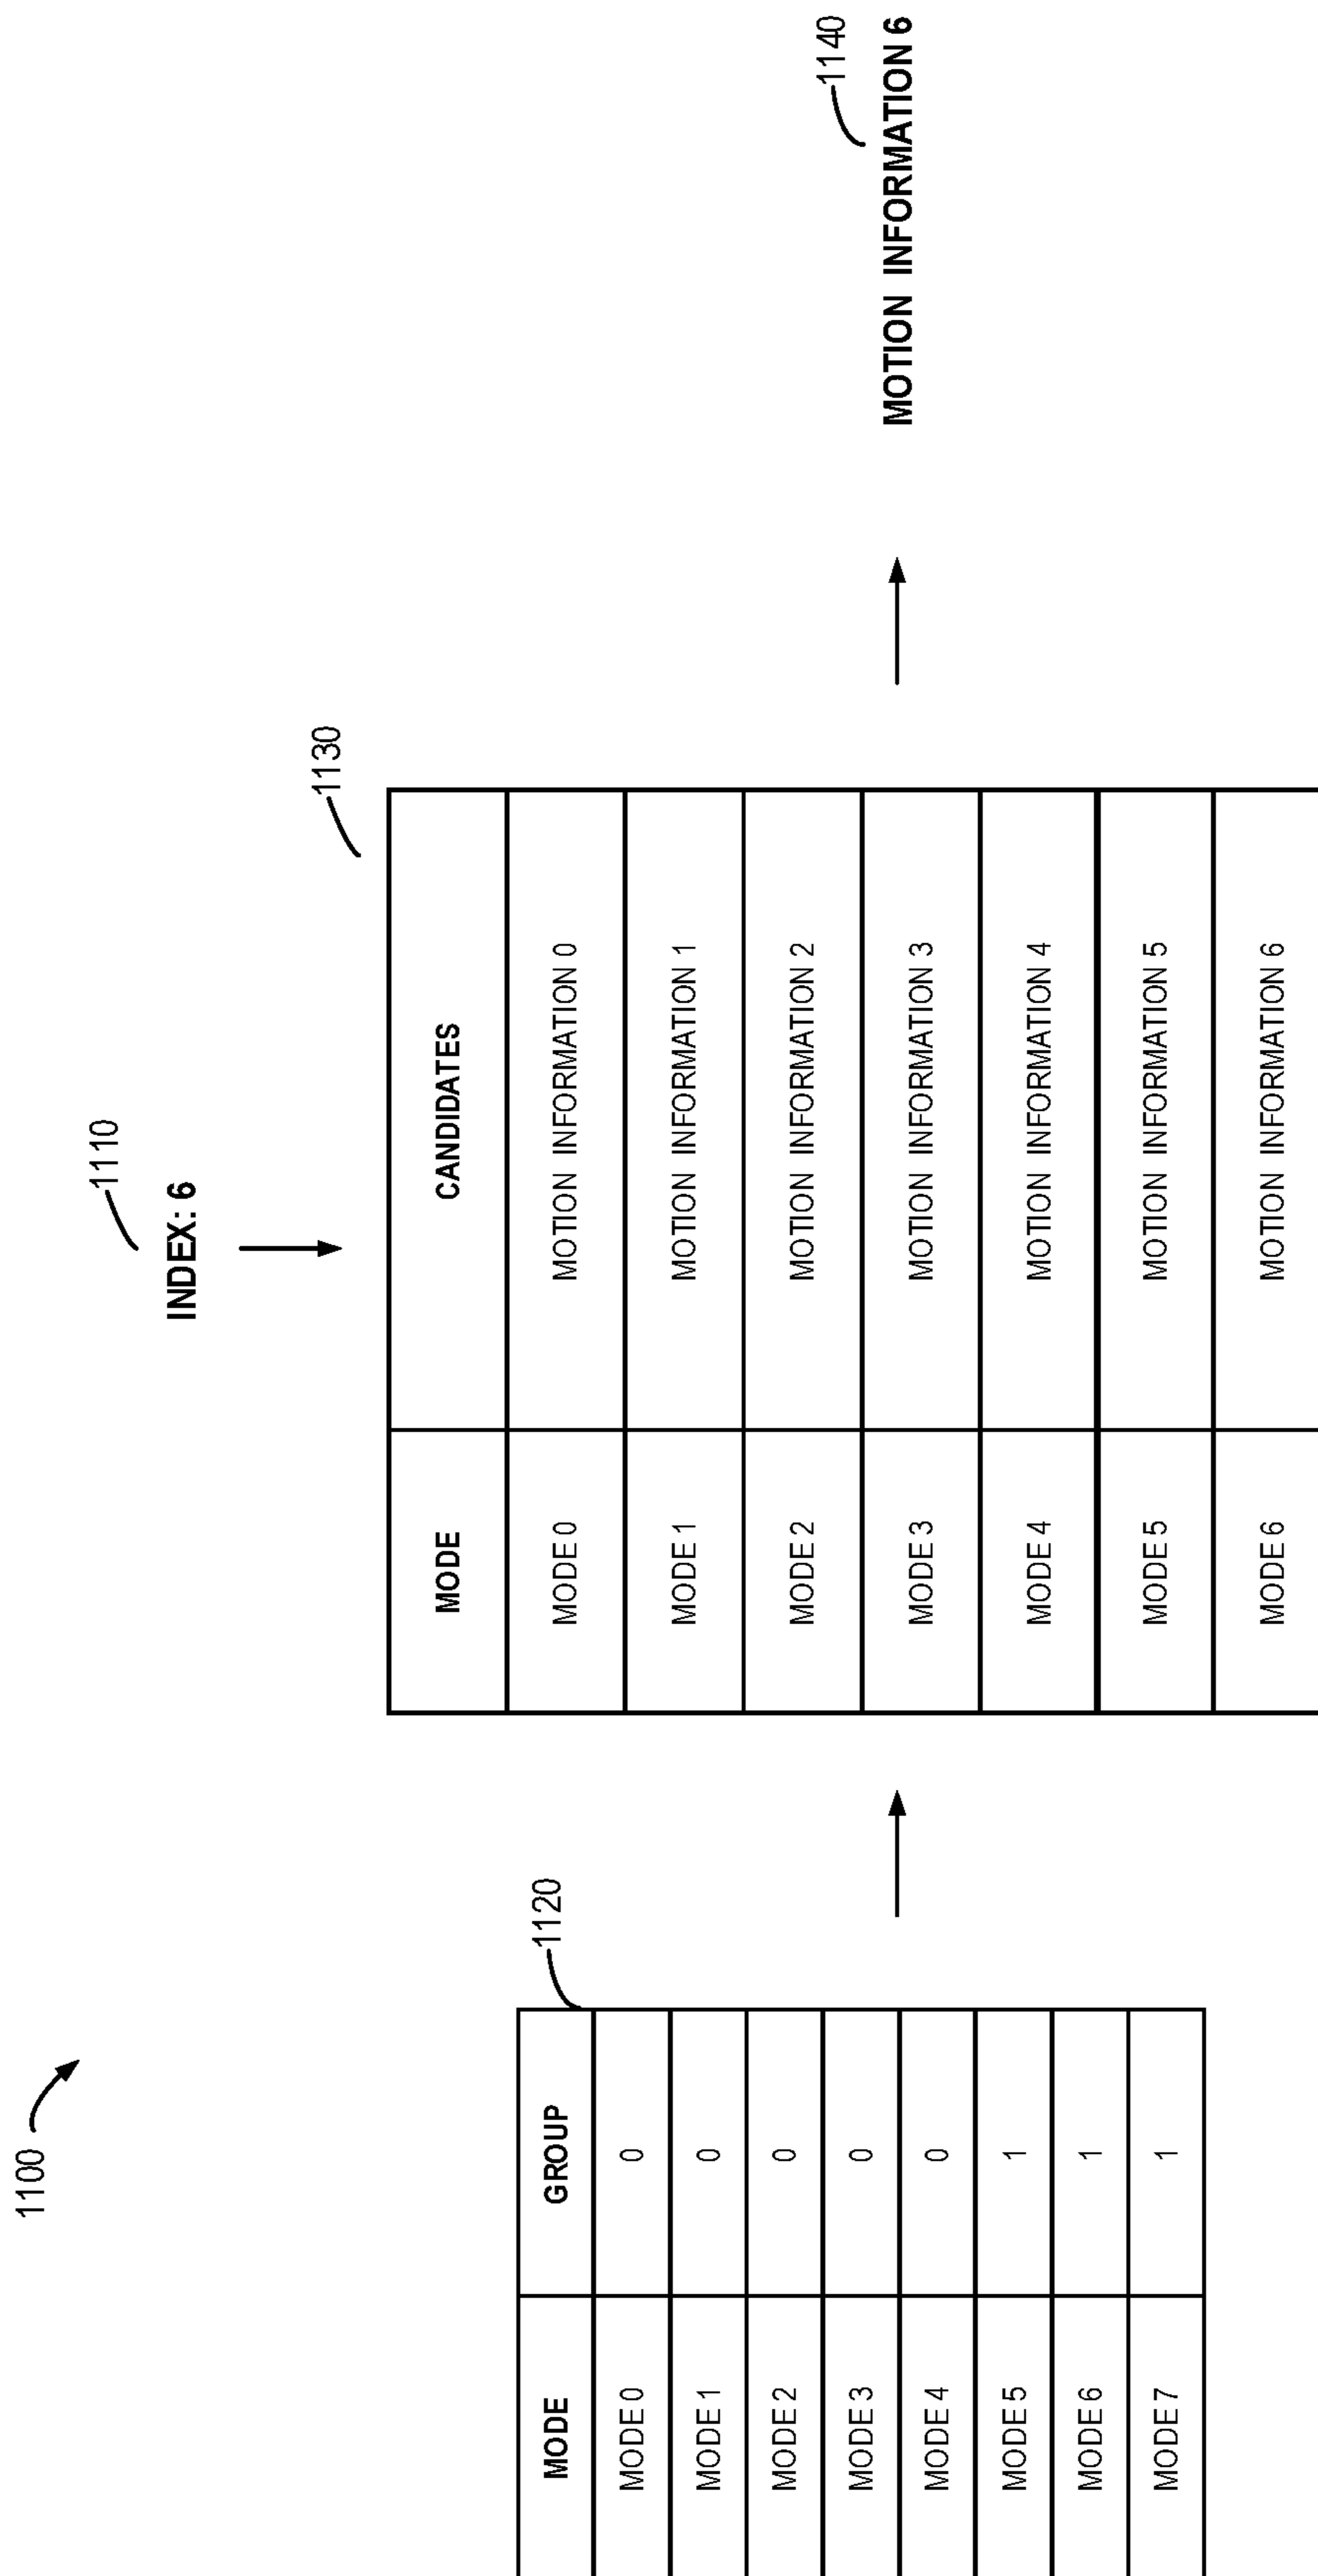 1100
1110
INDEX: 6
1120
MODE GROUP
MODE 0 0
MODE 1 0
MODE 2 0
MODE 3 0
MODE 4 0
MODE 5 1
MODE 6 1
MODE 7 1
1130
MODE CANDIDATES
MODE 0 MOTION INFORMATION 0
MODE 1 MOTION INFORMATION 1
MODE 2 MOTION INFORMATION 2
MODE 3 MOTION INFORMATION 3
MODE 4 MOTION INFORMATION 4
MODE 5 MOTION INFORMATION 5
MODE 6 MOTION INFORMATION 6
1140
MOTION INFORMATION 6